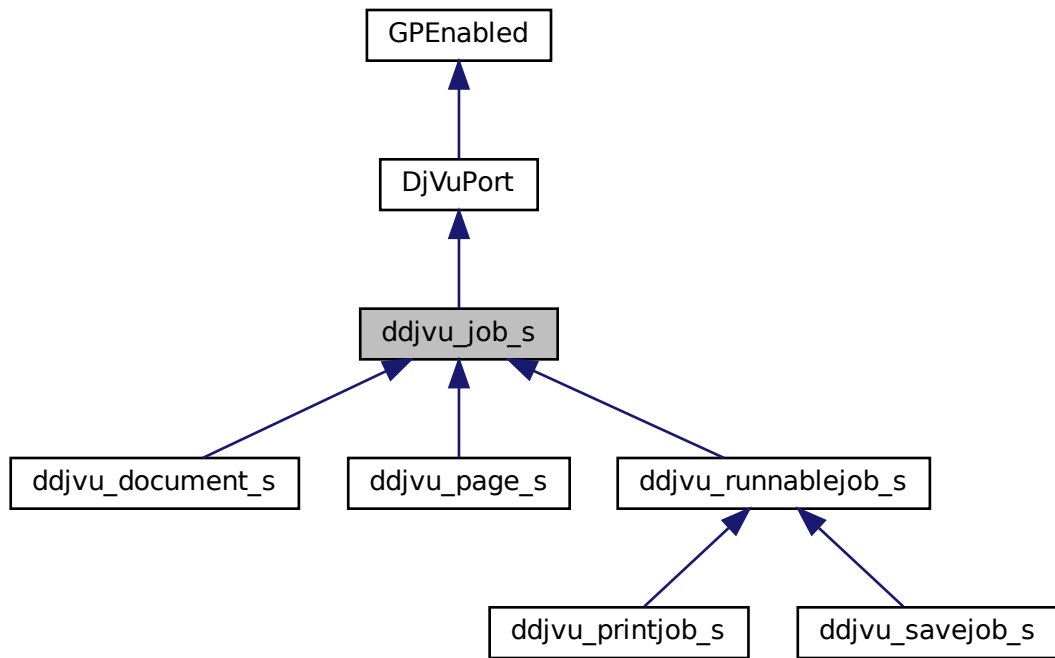 GPEnabled
DjVuPort
ddjvu_job_s
ddjvu_document_s
ddjvu_page_s
ddjvu_runnablejob_s
ddjvu_printjob_s
ddjvu_savejob_s